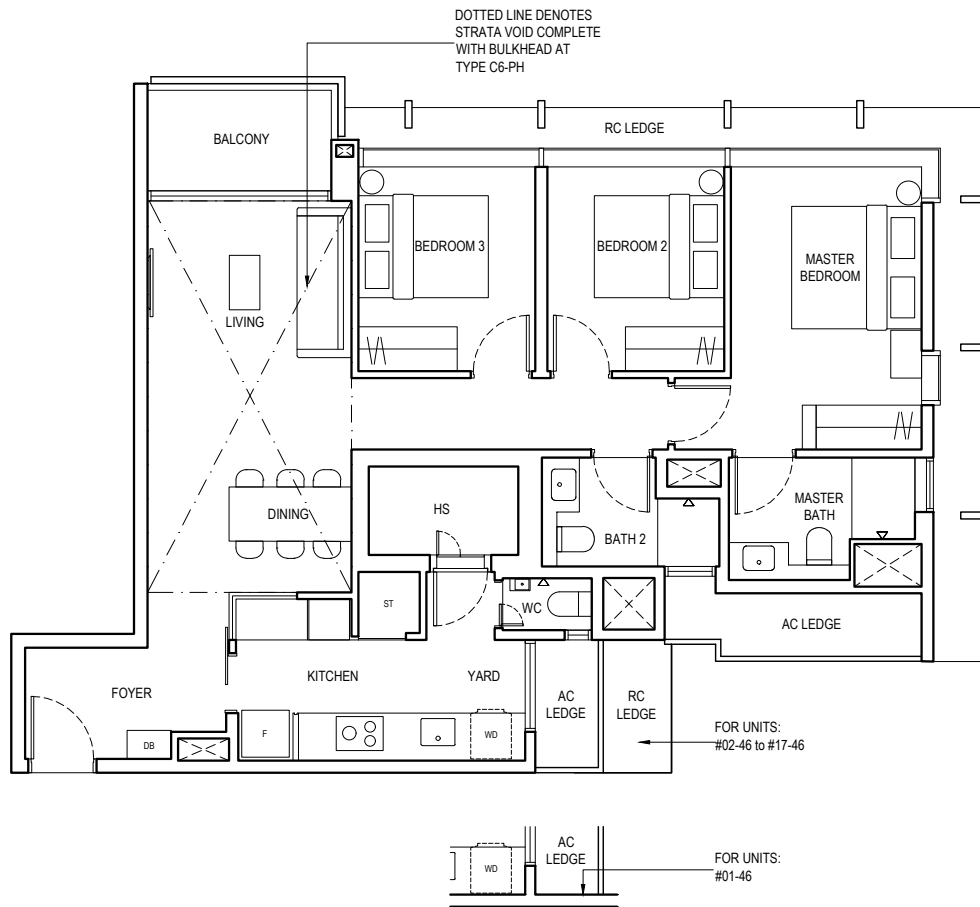 DOTTED LINE DENOTES
STRATA VOID COMPLETE
WITH BULKHEAD AT
TYPE C6-PH
BALCONY
RC LEDGE
BEDROOM 3
BEDROOM 2
MASTER
BEDROOM
LIVING
DINING
HS
BATH 2
MASTER
BATH
ST
WC
AC LEDGE
KITCHEN
YARD
FOYER
AC
LEDGE
RC
LEDGE
DB
F
WD
FOR UNITS:
#02-46 to #17-46
AC
LEDGE
WD
FOR UNITS:
#01-46